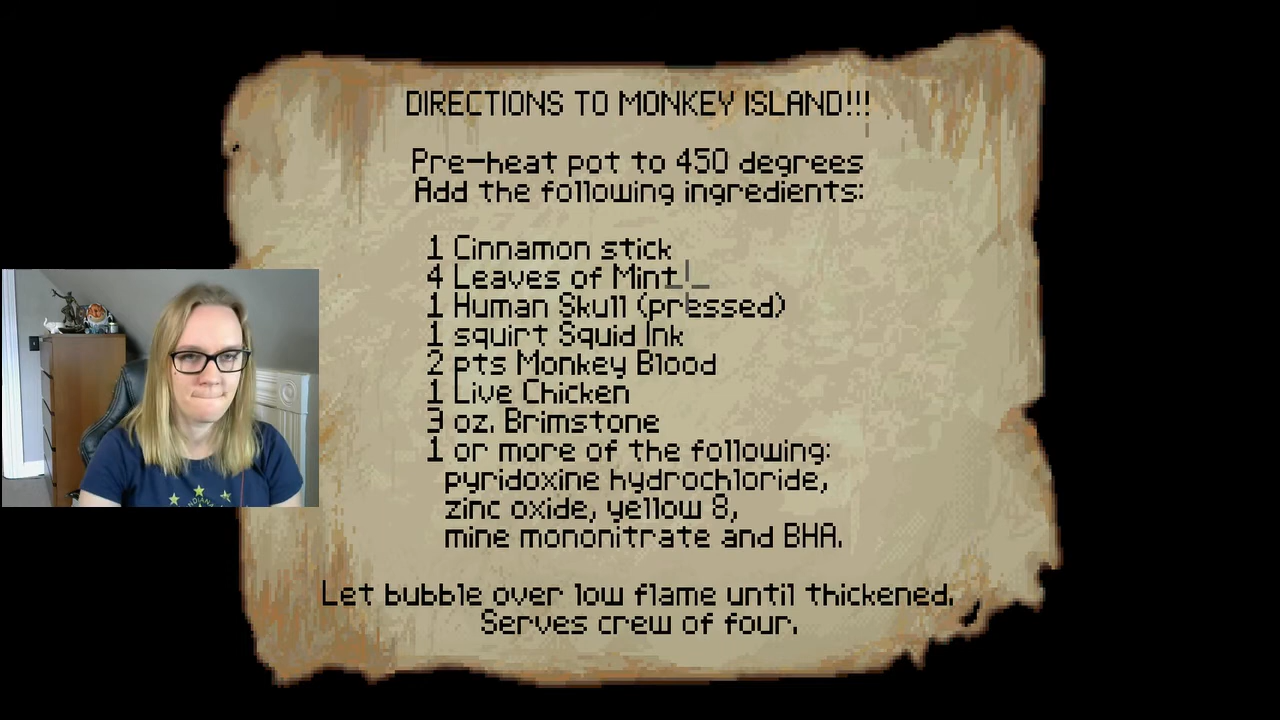 DIRECTIONS TO MONKEY ISLAND!!!
Pre-heat pot to 450 degrees
Add the following ingredients:
1 Cinnamon stick
4 Leaves of Mint
1 Human Skull (pressed)
1 squirt Squid Ink
2 pts Monkey Blood
1 Live Chicken
3 oz. Brimstone
1 or more of the following:
pyridoxine hydrochloride,
zinc oxide, yellow 8,
mine mononitrate and BHA.
Let bubble over low flame until thickened.
Serves crew of four.